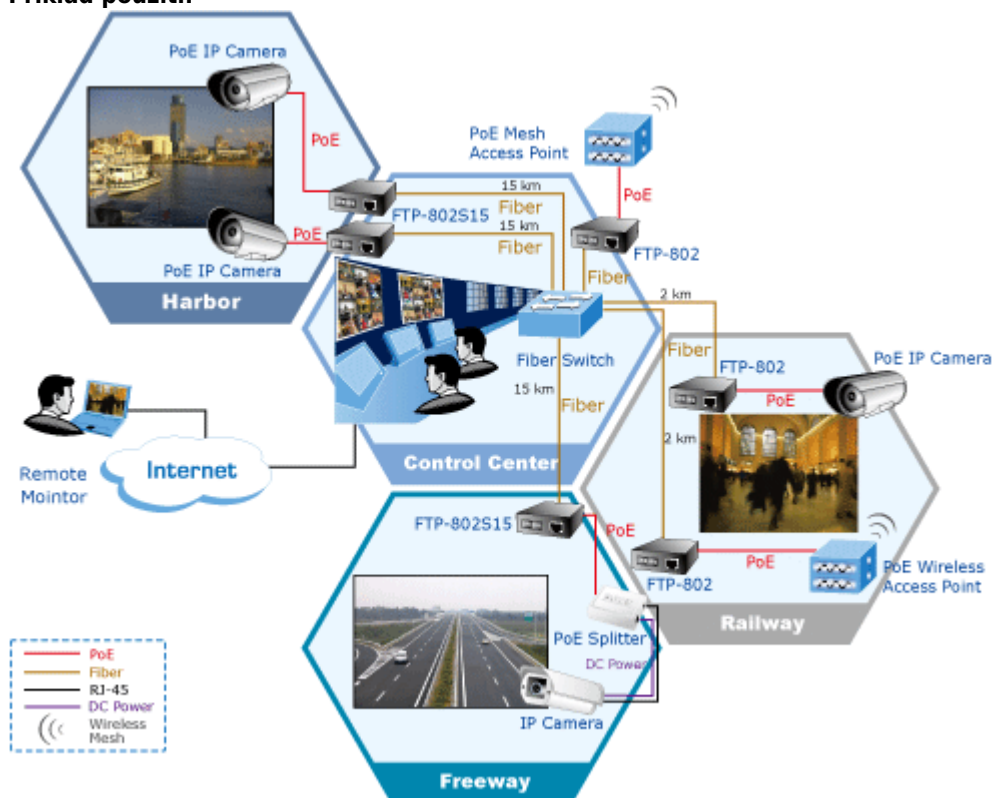 Příklad použití:
PoE IP Camera
PoE
PoE Mesh
Access Point
PoE
15 km
Fiber
FTP-802S15
15 km
Fiber
PoE
PoE IP Camera
Harbor
FTP-802
Fiber
2 km
Fiber Switch
Fiber
FTP-802
PoE IP Camera
PoE
15 km
Fiber
2 km
Control Center
Remote
Mointor
Internet
FTP-802S15
PoE
PoE
FTP-802
PoE Wireless
Access Point
Railway
PoE Splitter
DC Power
IP Camera
Freeway
PoE
Fiber
RJ-45
DC Power
Wireless
Mesh